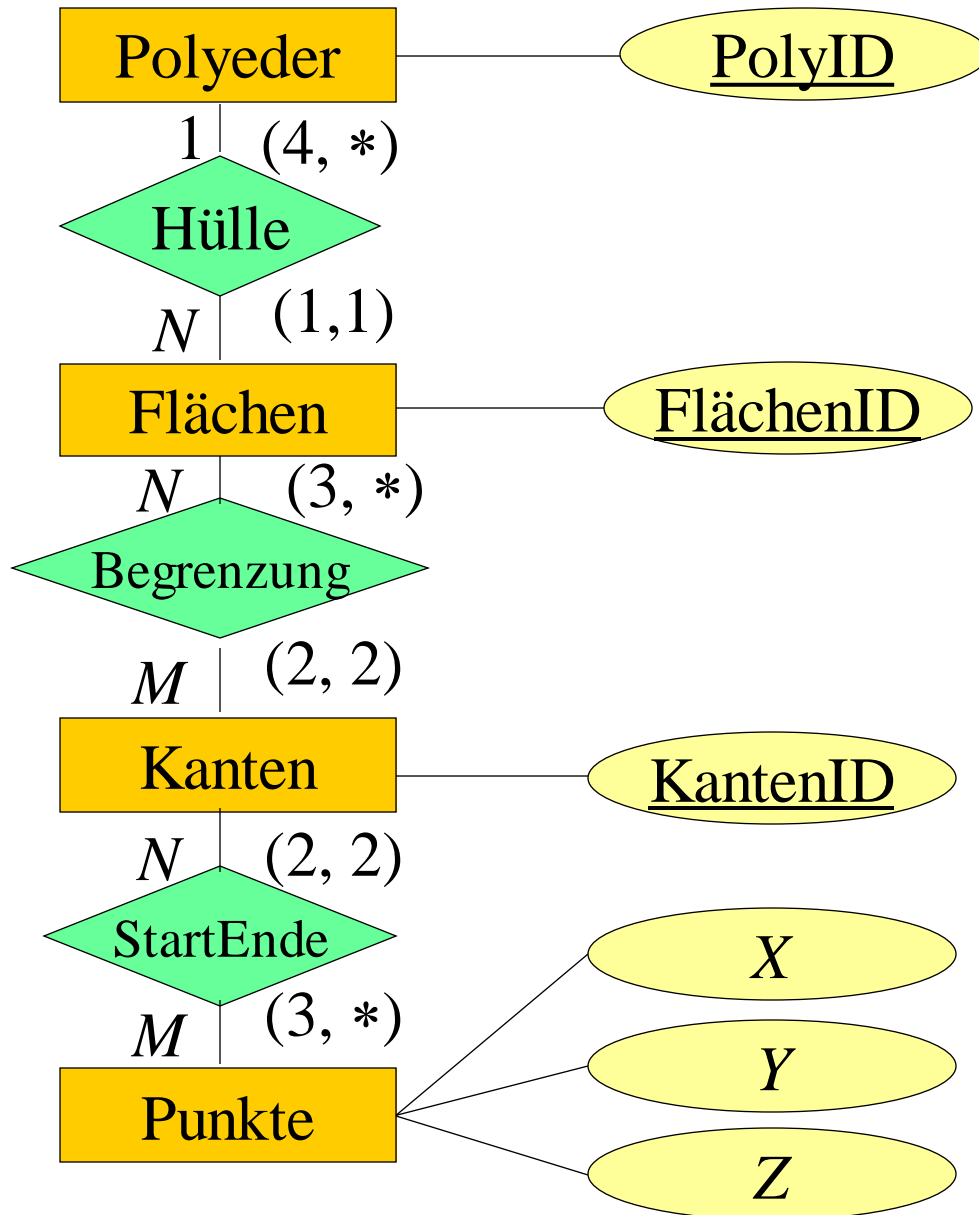 Polyeder
PolyID
1
(4, *)
Hülle
N
(1,1)
Flächen
FlächenID
N
(3, *)
Begrenzung
M
(2, 2)
Kanten
KantenID
N
(2, 2)
StartEnde
X
M
(3, *)
Y
Punkte
Z